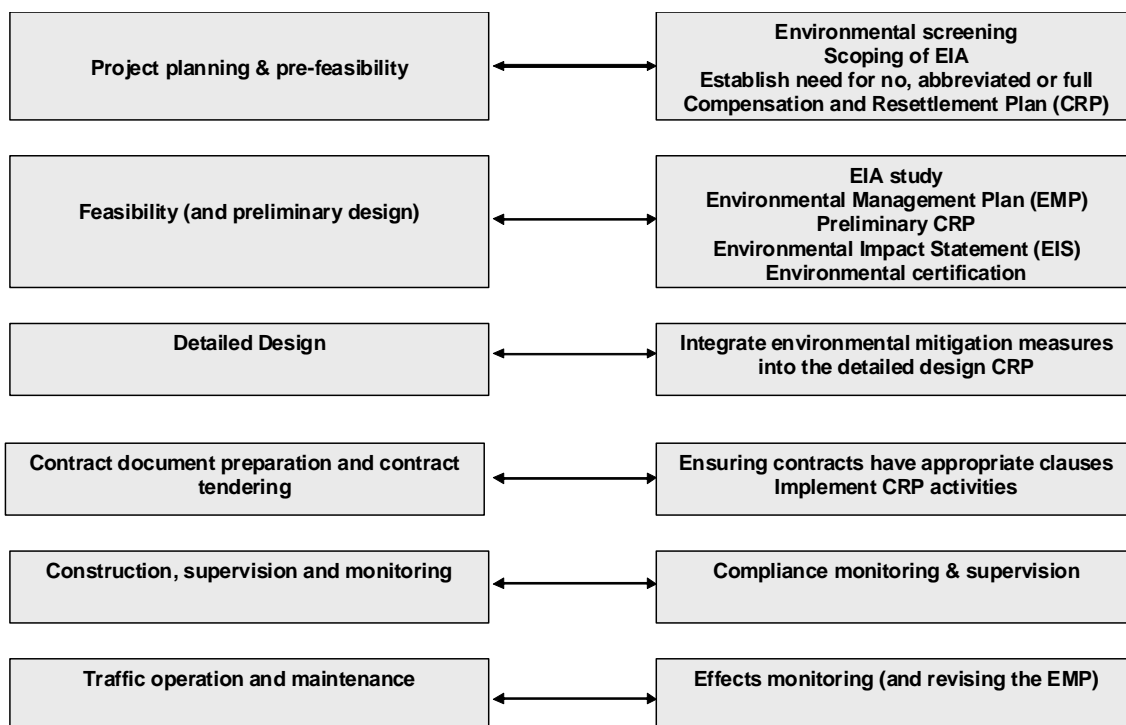 Project planning & pre-feasibility
Environmental screening
Scoping of EIA
Establish need for no, abbreviated or full
Compensation and Resettlement Plan (CRP)
Feasibility (and preliminary design)
EIA study
Environmental Management Plan (EMP)
Preliminary CRP
Environmental Impact Statement (EIS)
Environmental certification
Detailed Design
Integrate environmental mitigation measures
into the detailed design CRP
Contract document preparation and contract
tendering
Ensuring contracts have appropriate clauses
Implement CRP activities
Construction, supervision and monitoring
Compliance monitoring & supervision
Traffic operation and maintenance
Effects monitoring (and revising the EMP)